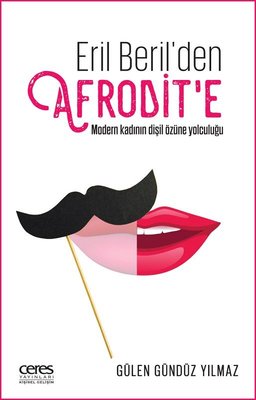 Eril Beril'den
AFRODİT'E
Modern kadının dişil özüne yolculuğu
ceres
YAYINLARI
KİŞİSEL GELİŞİM
GÜLEN GÜNDÜZ YILMAZ